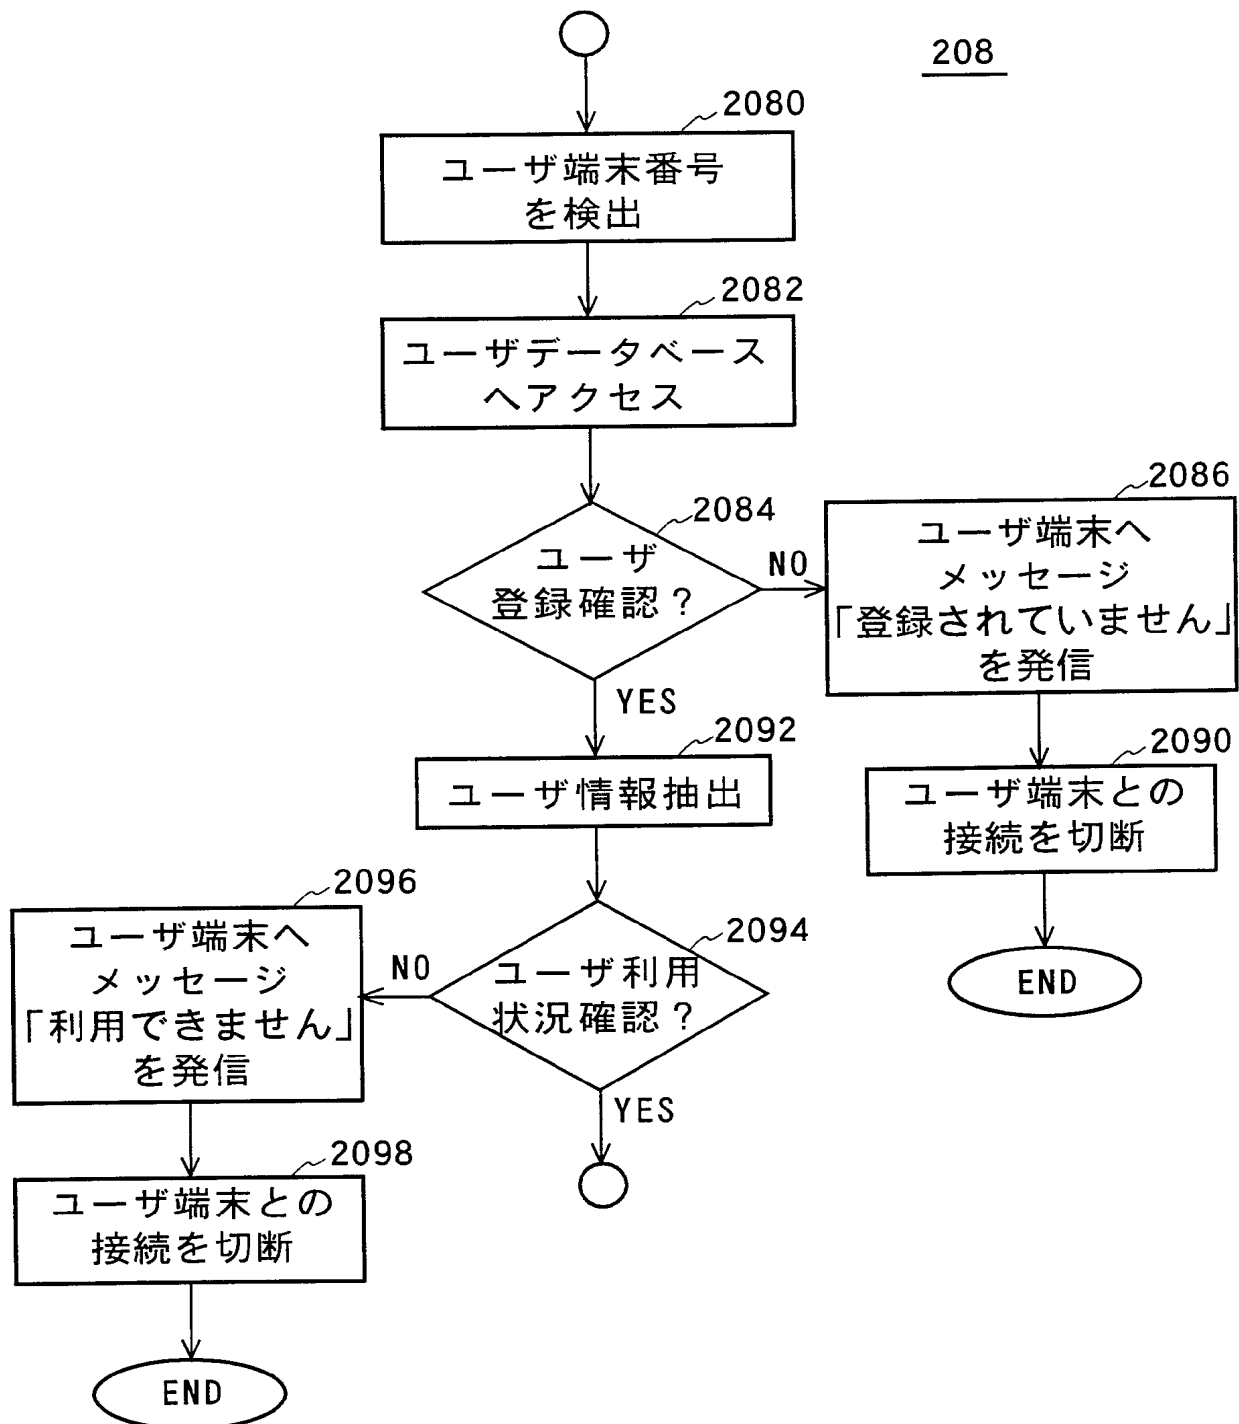 208
2080
ユーザ端末番号
を検出
2082
ユーザデータベース
へアクセス
2084
ユーザ
登録確認？
NO
YES
2086
ユーザ端末へ
メッセージ
「登録されていません」
を発信
2090
ユーザ端末との
接続を切断
END
2092
ユーザ情報抽出
2094
ユーザ利用
状況確認？
NO
YES
2096
ユーザ端末へ
メッセージ
「利用できません」
を発信
2098
ユーザ端末との
接続を切断
END